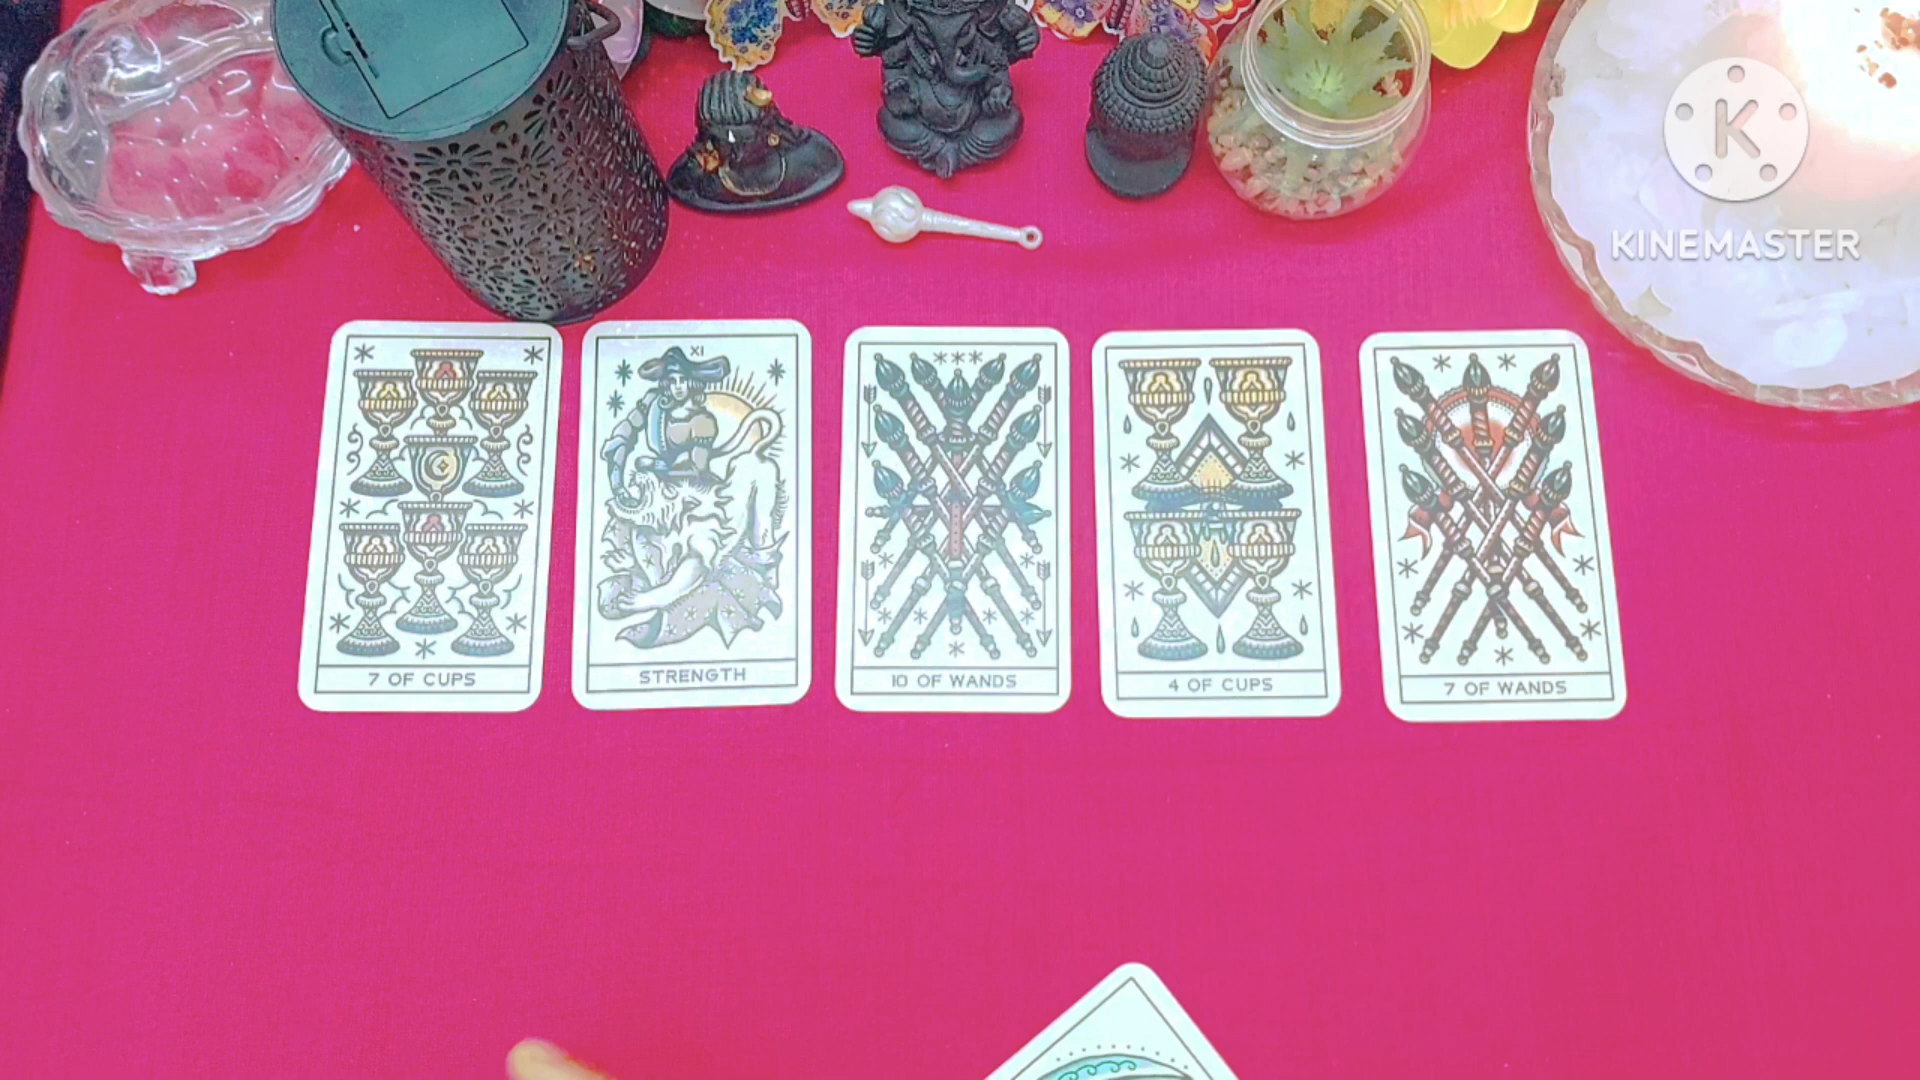 K
KINEMASTER
XI
7 OF CUPS
STRENGTH
10 OF WANDS
4 OF CUPS
7 OF WANDS